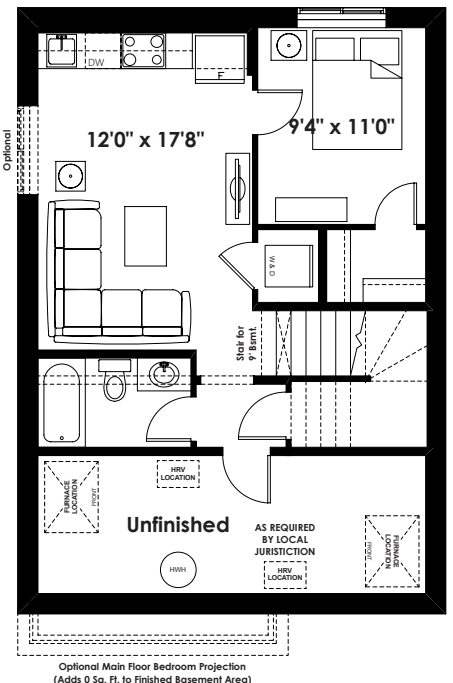 DW
F
Optional
12'0" x 17'8"
9'4" x 11'0"
W & D
Stair for
9' Bsmt.
FURNACE
LOCATION
FRONT
HRV
LOCATION
Unfinished
AS REQUIRED
BY LOCAL
JURISTICTION
HWH
HRV
LOCATION
FRONT
FURNACE
LOCATION
Optional Main Floor Bedroom Projection
(Adds 0 Sq. Ft. to Finished Basement Area)